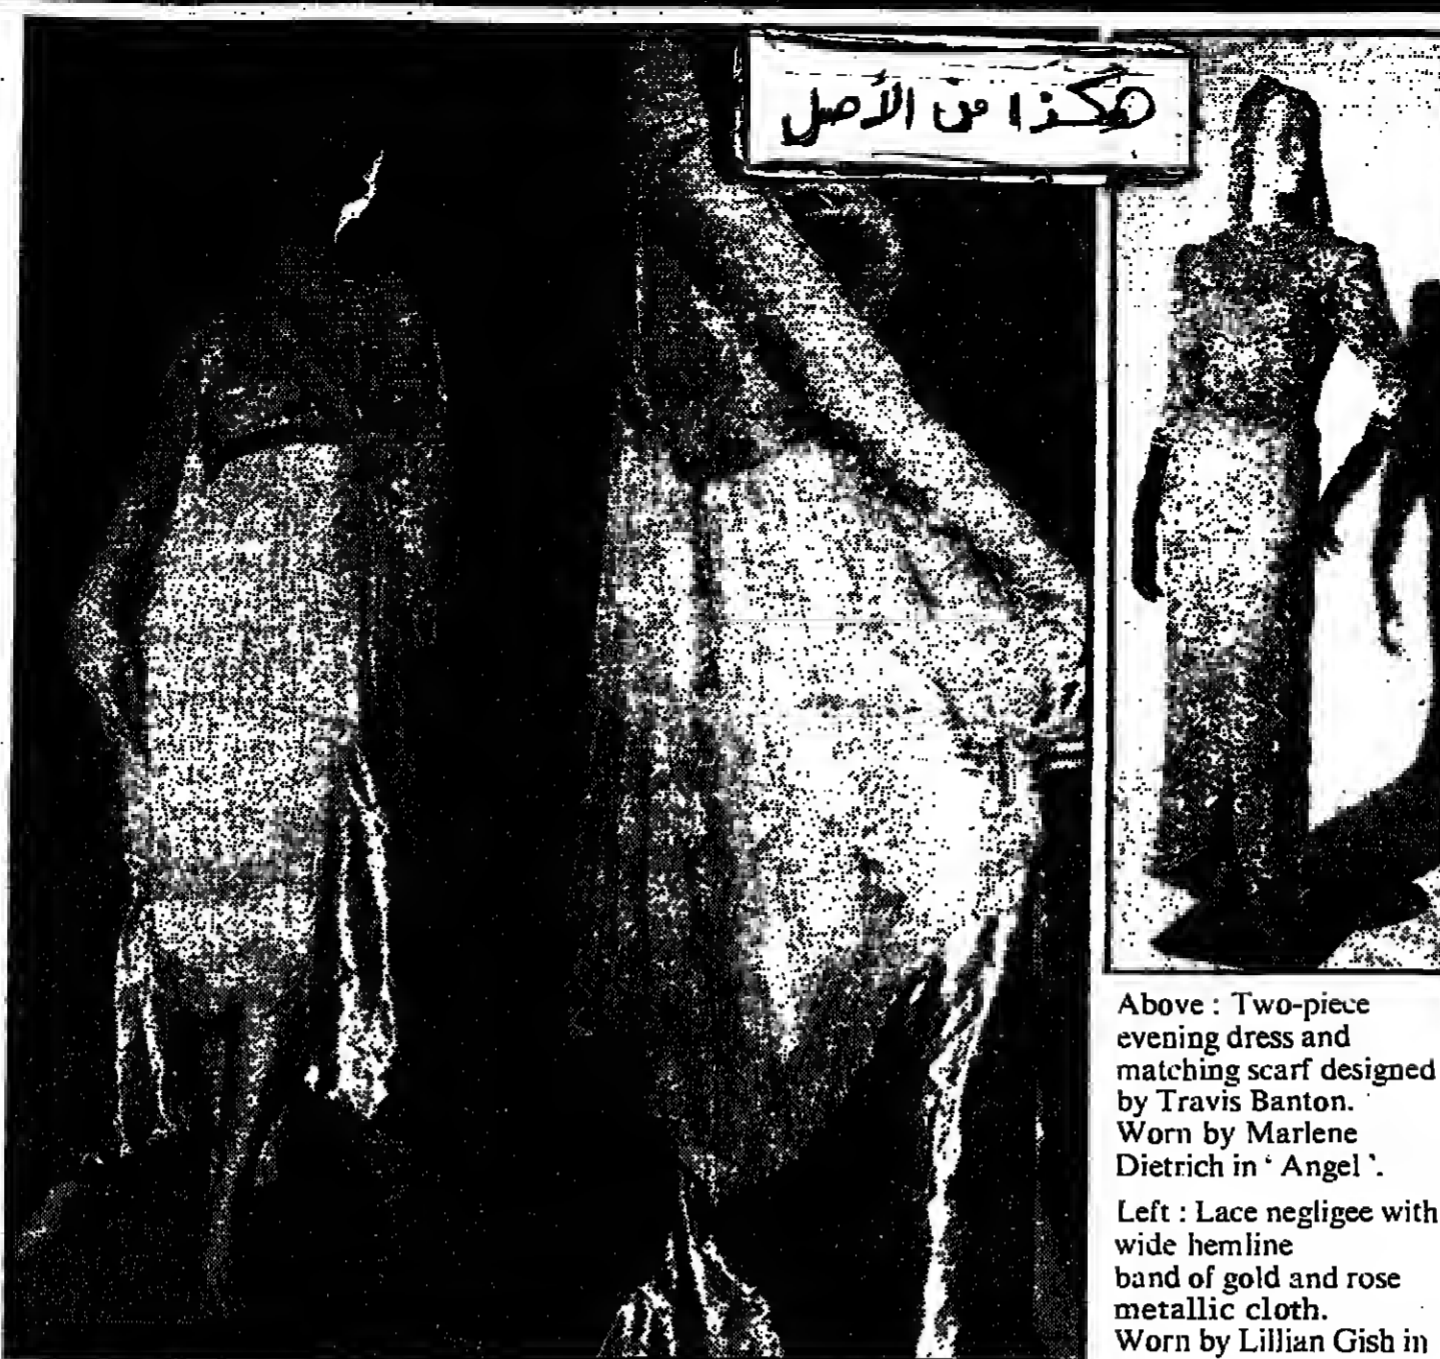 هكذا من الأصل
Above : Two-piece
evening dress and
matching scarf designed
by Travis Banton.
Worn by Marlene
Dietrich in ‘ Angel ’.
Left : Lace negligee with
wide hemline
band of gold and rose
metallic cloth.
Worn by Lillian Gish in